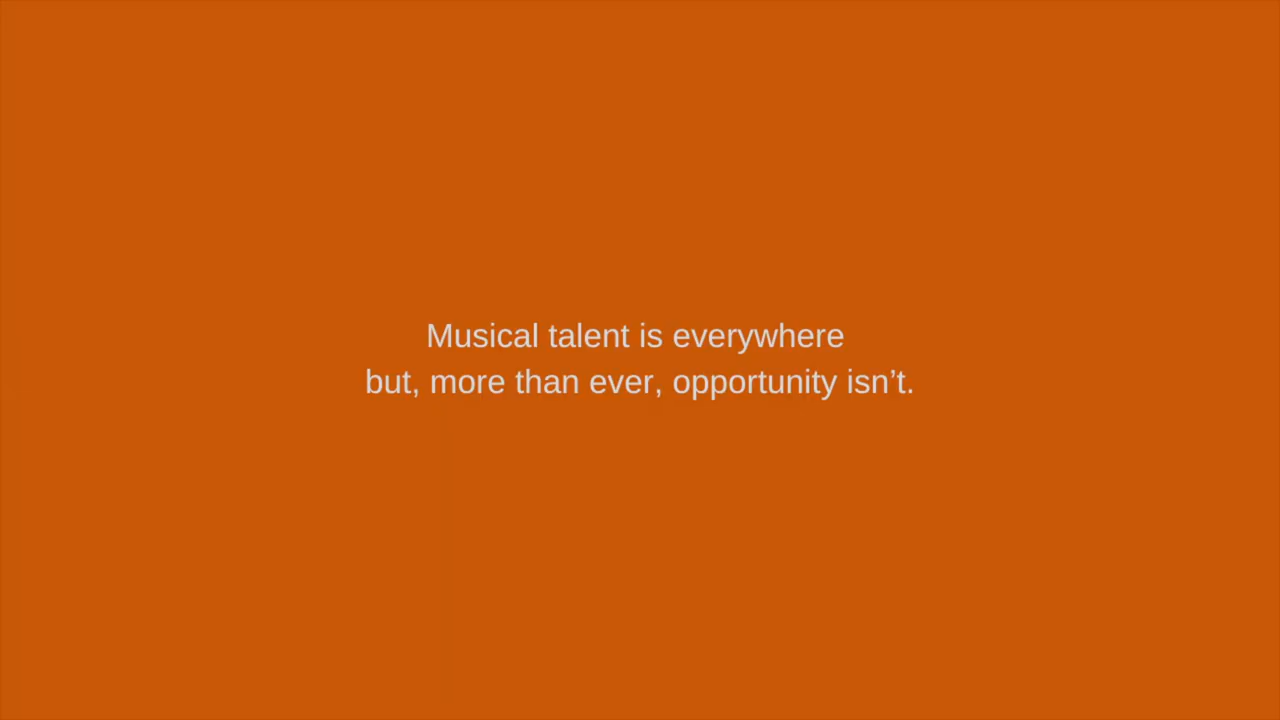 Musical talent is everywhere
but, more than ever, opportunity isn’t.